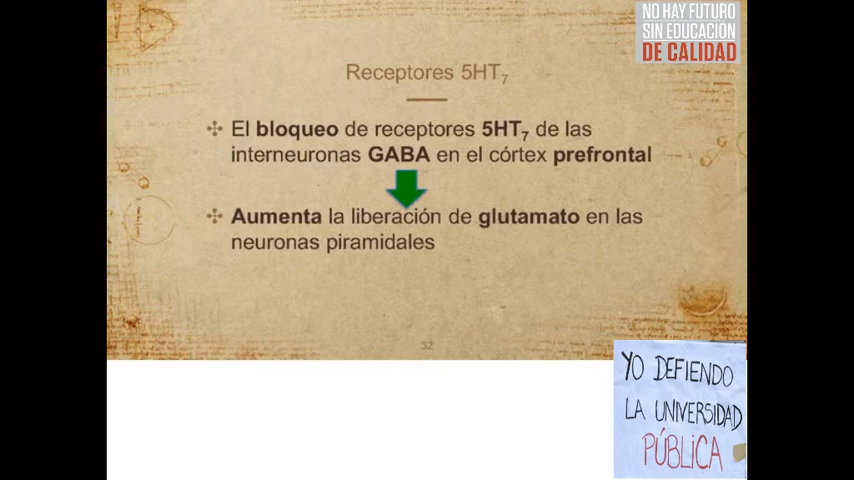 NO HAY FUTURO
SIN EDUCACIÓN
DE CALIDAD
Receptores 5HT₇
El bloqueo de receptores 5HT₇ de las
interneuronas GABA en el córtex prefrontal
Aumenta la liberación de glutamato en las
neuronas piramidales
32
YO DEFIENDO
LA UNIVERSIDAD
PÚBLICA